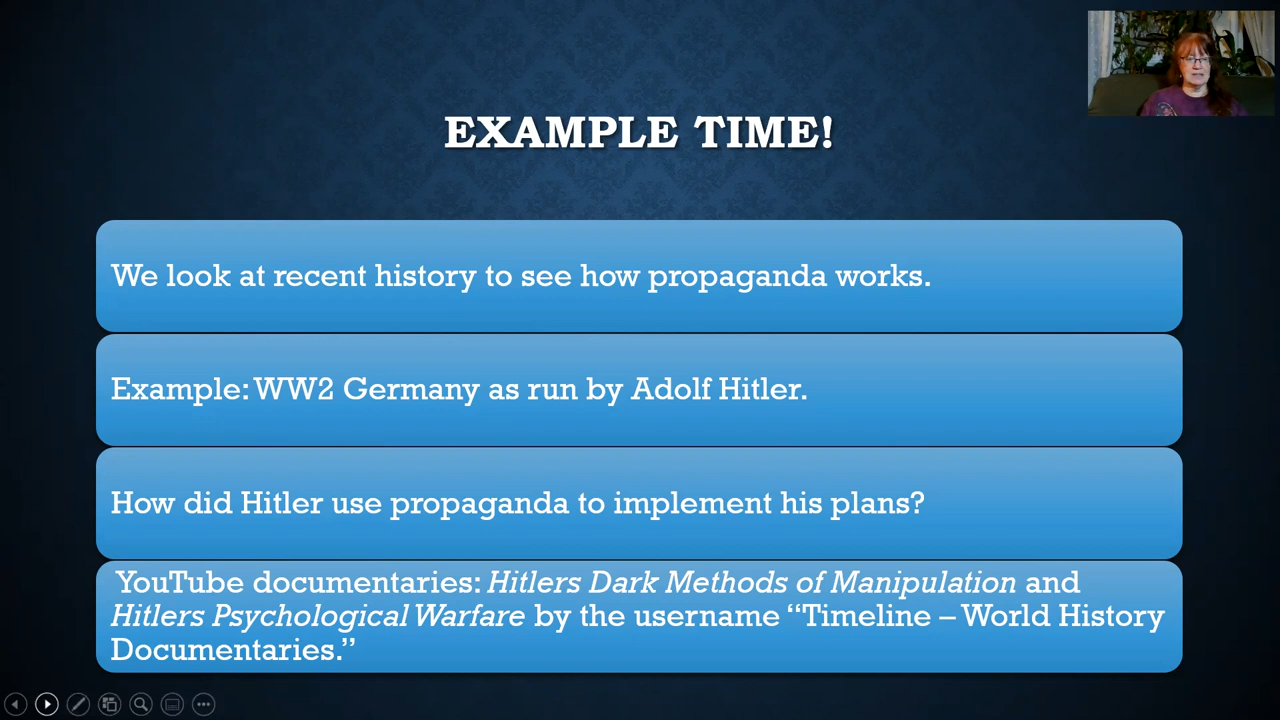 EXAMPLE TIME!
We look at recent history to see how propaganda works.
Example: WW2 Germany as run by Adolf Hitler.
How did Hitler use propaganda to implement his plans?
YouTube documentaries: Hitlers Dark Methods of Manipulation and
Hitlers Psychological Warfare by the username “Timeline – World History
Documentaries.”